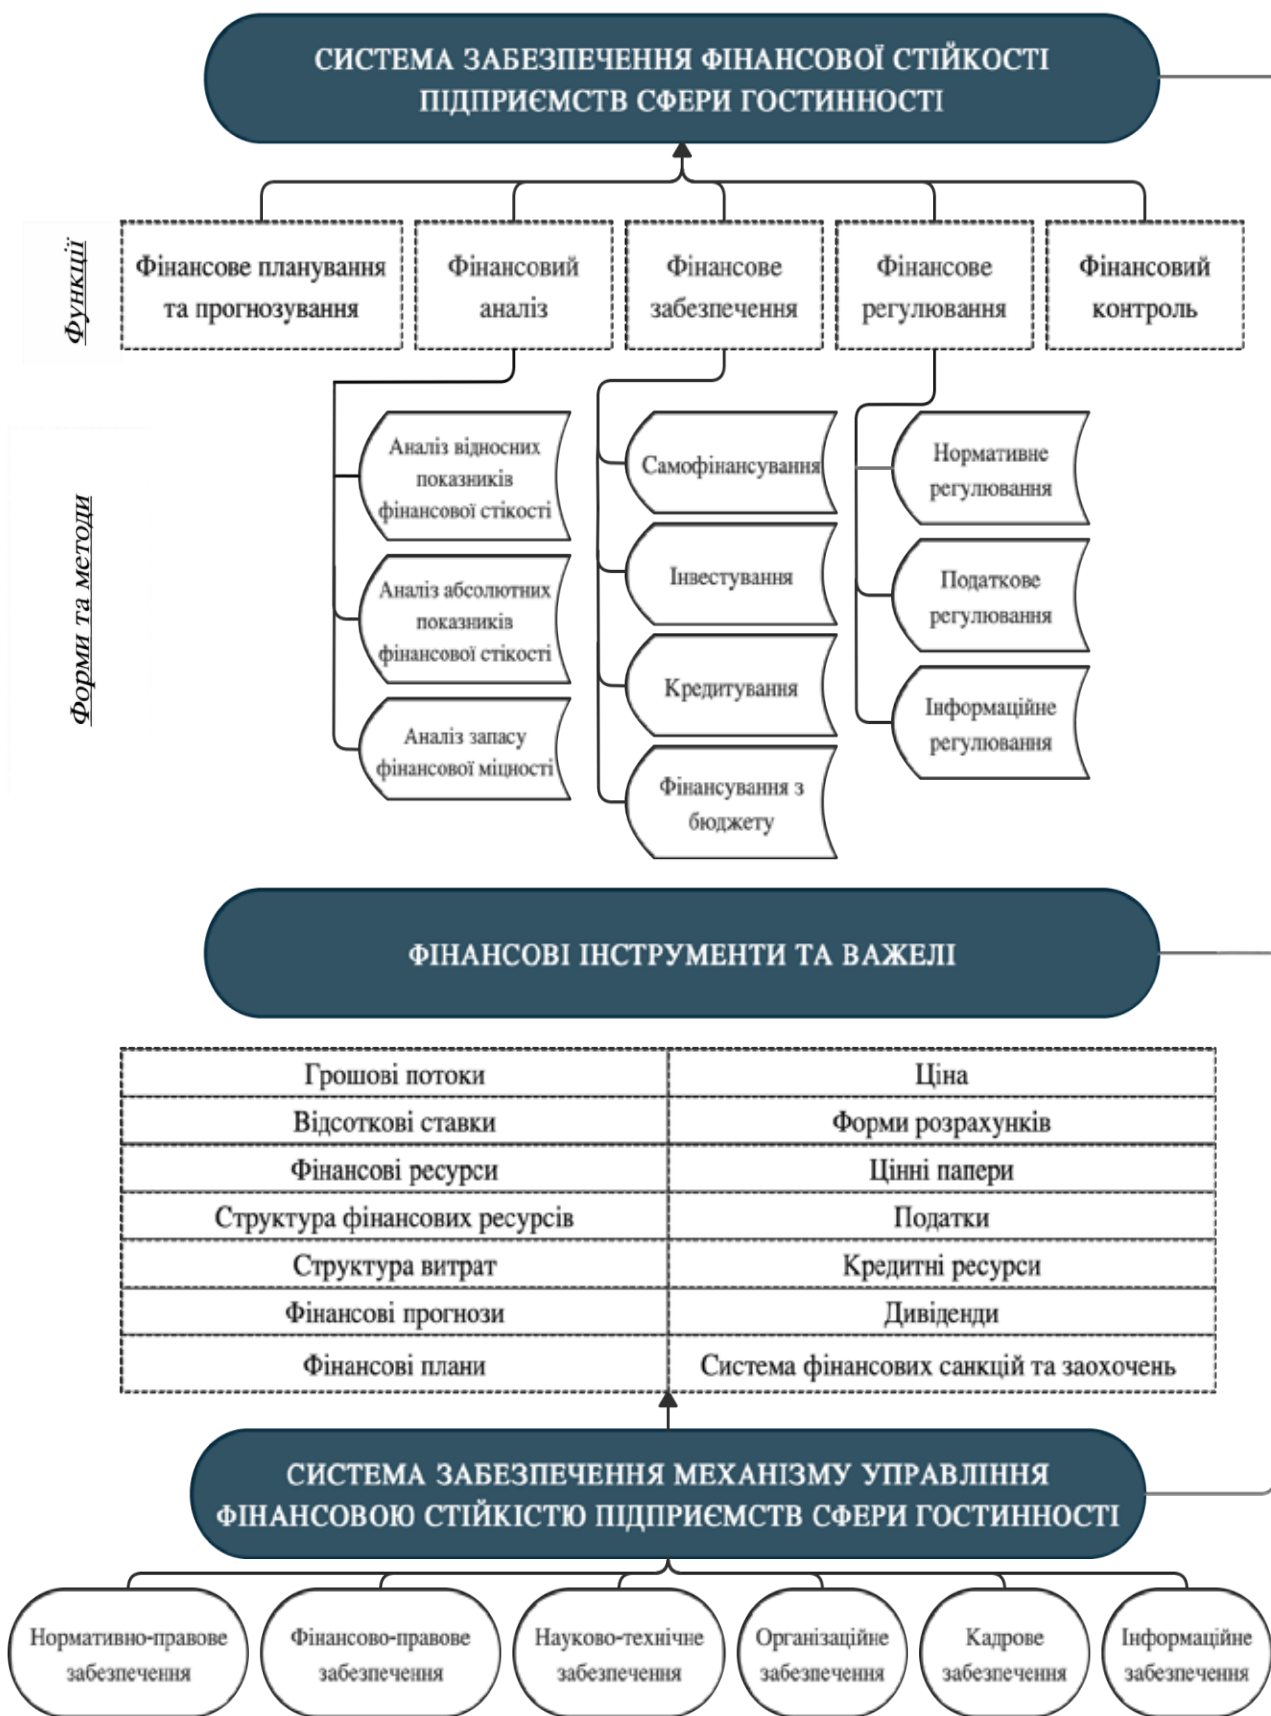 СИСТЕМА ЗАБЕЗПЕЧЕННЯ ФІНАНСОВОЇ СТІЙКОСТІ
ПІДПРИЄМСТВ СФЕРИ ГОСТИННОСТІ
Функції
Фінансове планування
та прогнозування
Фінансовий
аналіз
Фінансове
забезпечення
Фінансове
регулювання
Фінансовий
контроль
Форми та методи
Аналіз відносних
показників
фінансової стікості
Аналіз абсолютних
показників
фінансової стікості
Аналіз запасу
фінансової міцності
Самофінансування
Інвестування
Кредитування
Фінансування з
бюджету
Нормативне
регулювання
Податкове
регулювання
Інформаційне
регулювання
ФІНАНСОВІ ІНСТРУМЕНТИ ТА ВАЖЕЛІ
Грошові потоки
Ціна
Відсоткові ставки
Форми розрахунків
Фінансові ресурси
Цінні папери
Структура фінансових ресурсів
Податки
Структура витрат
Кредитні ресурси
Фінансові прогнози
Дивіденди
Фінансові плани
Система фінансових санкцій та заохочень
СИСТЕМА ЗАБЕЗПЕЧЕННЯ МЕХАНІЗМУ УПРАВЛІННЯ
ФІНАНСОВОЮ СТІЙКІСТЮ ПІДПРИЄМСТВ СФЕРИ ГОСТИННОСТІ
Нормативно-правове
забезпечення
Фінансово-правове
забезпечення
Науково-технічне
забезпечення
Організаційне
забезпечення
Кадрове
забезпечення
Інформаційне
забезпечення